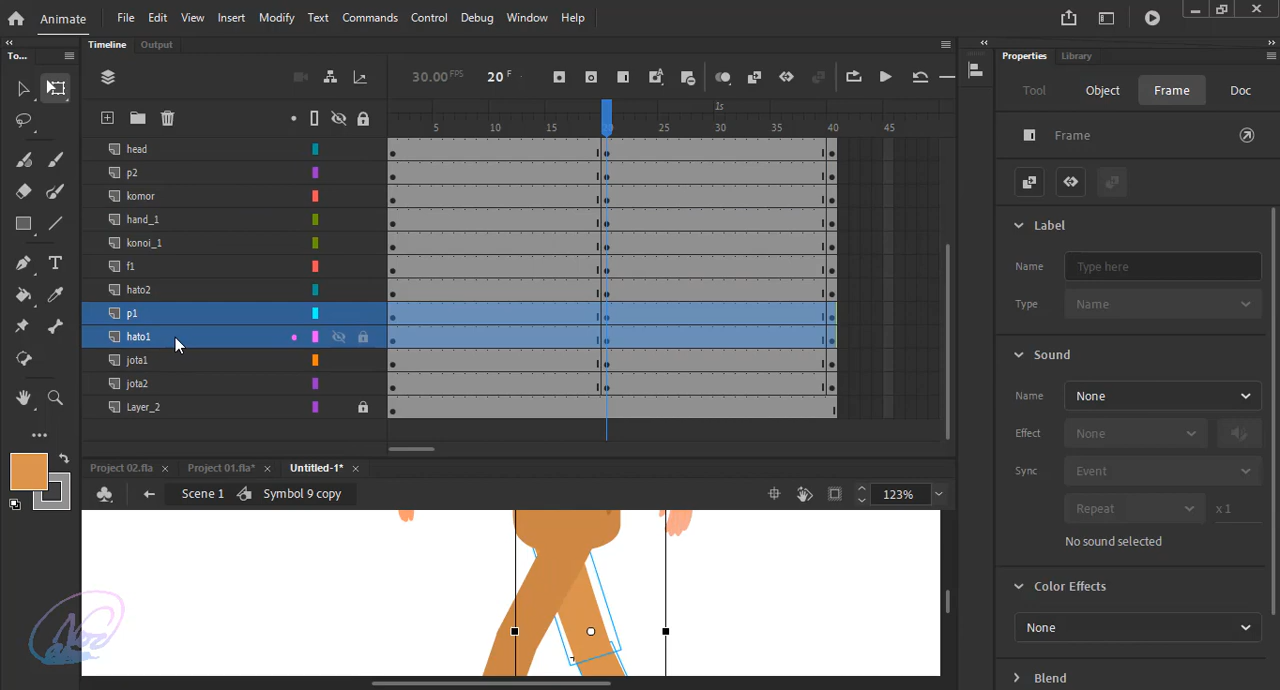 Animate File Edit View Insert Modify Text Commands Control Debug Window Help
Timeline Output
To... Properties Library
30.00 FPS 20 F
Tool Object Frame Doc
1s
5 10 15 20 25 30 35 40 45
Frame
head
p2
komor
hand_1
konoi_1
f1
hato2
p1
hato1
jota1
jota2
Layer_2
Label
Name Type here
Type Name
Sound
Name None
Effect None
Sync Event
Repeat x 1
No sound selected
Color Effects
None
Blend
Project 02.fla × Project 01.fla* × Untitled-1* ×
Scene 1 Symbol 9 copy 123%